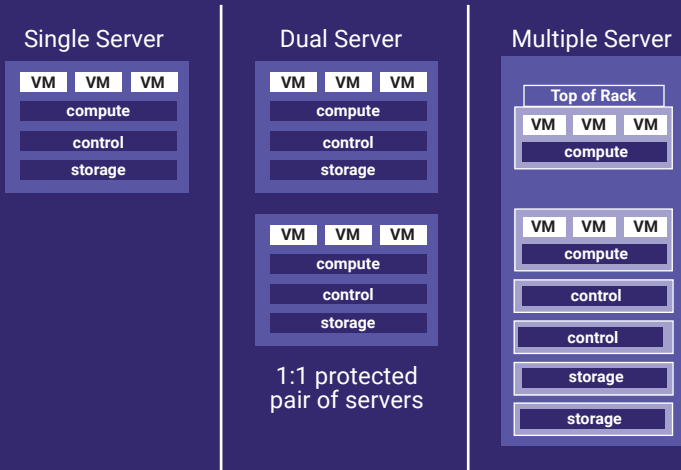 Single Server
VM VM VM
compute
control
storage
Dual Server
VM VM VM
compute
control
storage
VM VM VM
compute
control
storage
1:1 protected
pair of servers
Multiple Server
Top of Rack
VM VM VM
compute
VM VM VM
compute
control
control
storage
storage